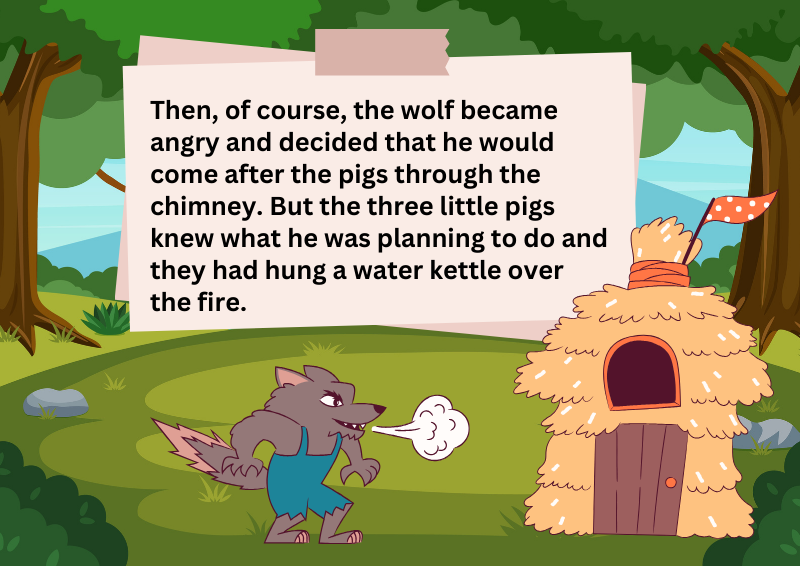 Then, of course, the wolf became
angry and decided that he would
come after the pigs through the
chimney. But the three little pigs
knew what he was planning to do and
they had hung a water kettle over
the fire.